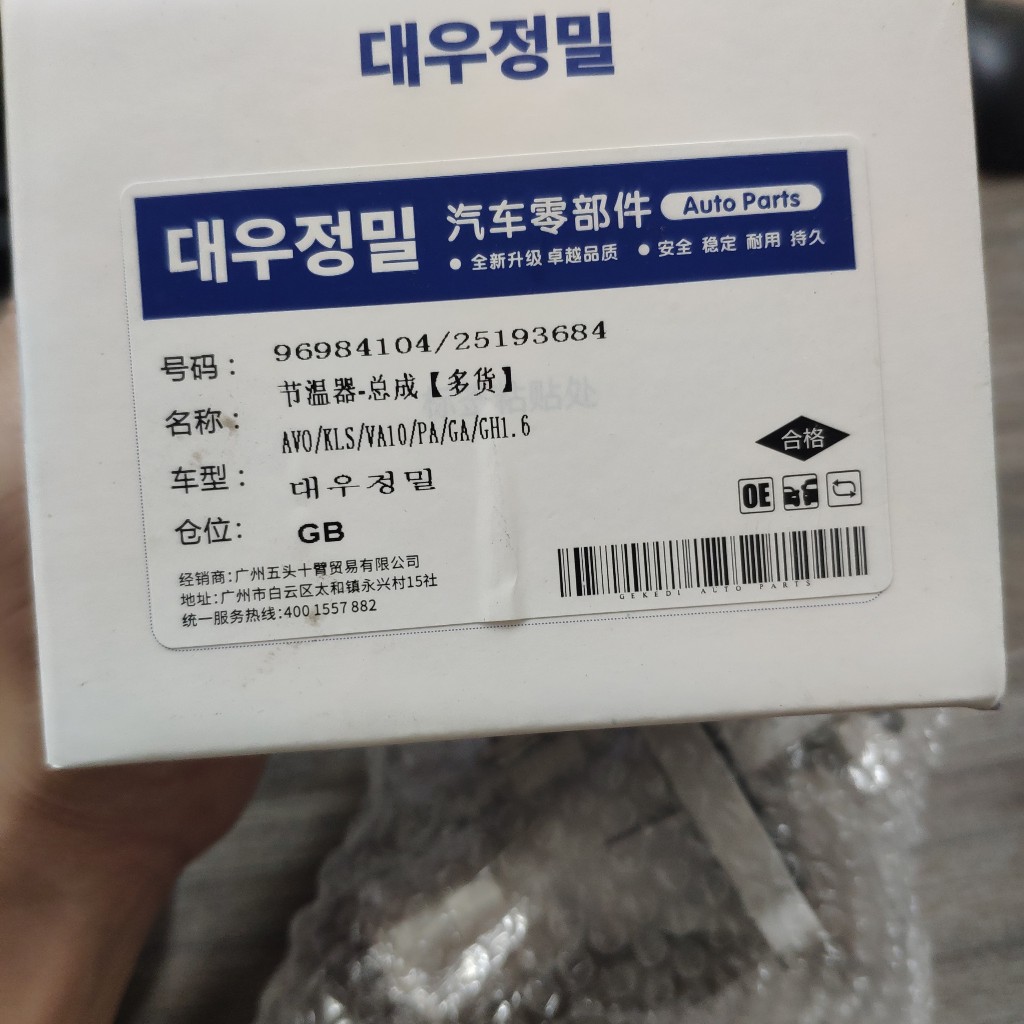 대우정밀
대우정밀 汽车零部件 Auto Parts
• 全新升级 卓越品质 • 安全 稳定 耐用 持久
号码： 96984104/25193684
名称： 节温器-总成【多货】
车型： AVO/KLS/VA10/PA/GA/GH1.6
대우정밀
仓位： GB
合格
OE
经销商:广州五头十臂贸易有限公司
地址:广州市白云区太和镇永兴村15社
统一服务热线:400 1557 882
GEKEDI AUTO PARTS